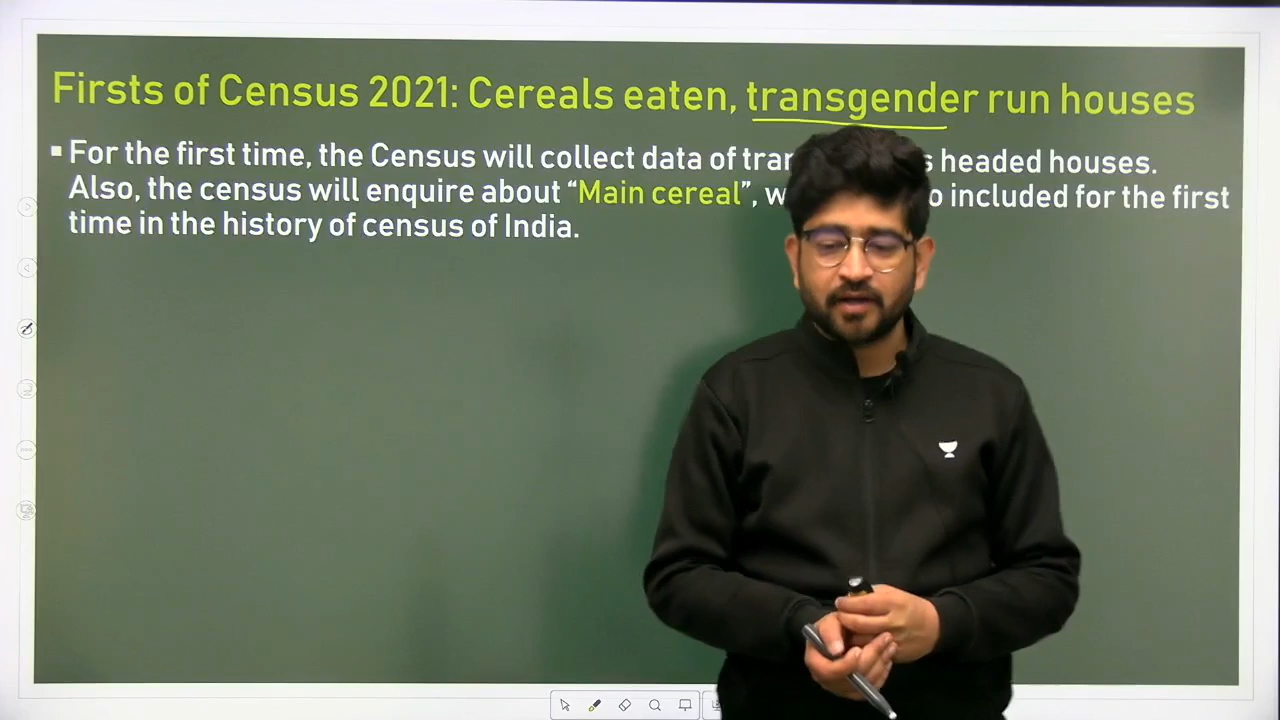 Firsts of Census 2021: Cereals eaten, transgender run houses
▪ For the first time, the Census will collect data of headed houses.
Also, the census will enquire about “Main cereal”, included for the first
time in the history of census of India.